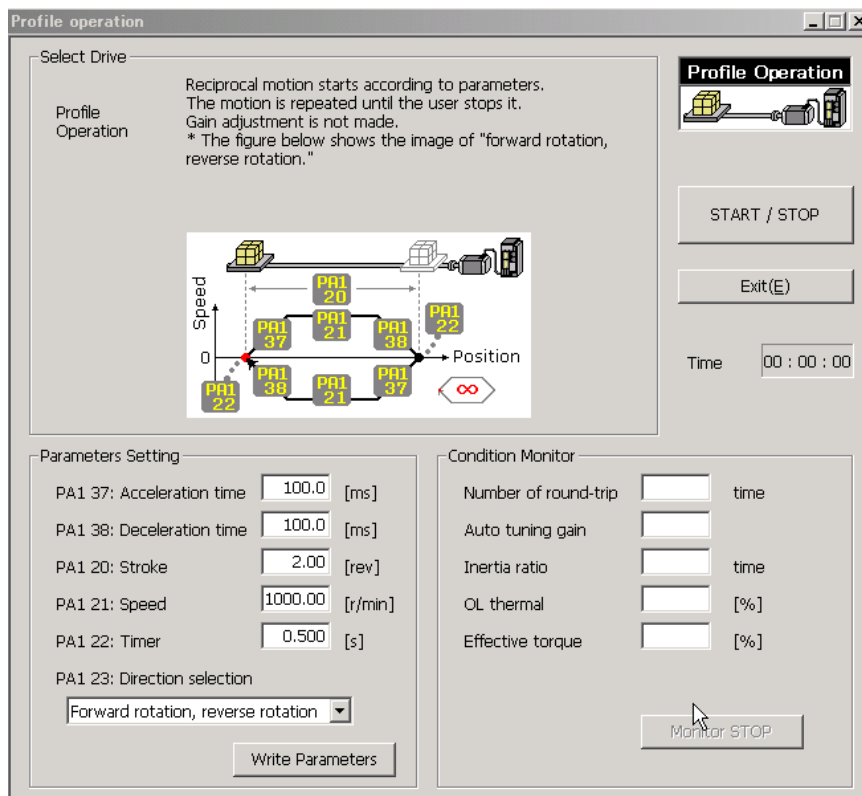 Profile operation
Select Drive
Profile
Operation
Reciprocal motion starts according to parameters.
The motion is repeated until the user stops it.
Gain adjustment is not made.
* The figure below shows the image of "forward rotation,
reverse rotation."
Profile Operation
START / STOP
Exit(E)
Time 00 : 00 : 00
PA1
20
Speed
PA1
37
PA1
21
PA1
38
PA1
22
0
Position
PA1
22
PA1
38
PA1
21
PA1
37
∞
Parameters Setting
PA1 37: Acceleration time 100.0 [ms]
PA1 38: Deceleration time 100.0 [ms]
PA1 20: Stroke 2.00 [rev]
PA1 21: Speed 1000.00 [r/min]
PA1 22: Timer 0.500 [s]
PA1 23: Direction selection
Forward rotation, reverse rotation
Write Parameters
Condition Monitor
Number of round-trip time
Auto tuning gain
Inertia ratio time
OL thermal [%]
Effective torque [%]
Monitor STOP